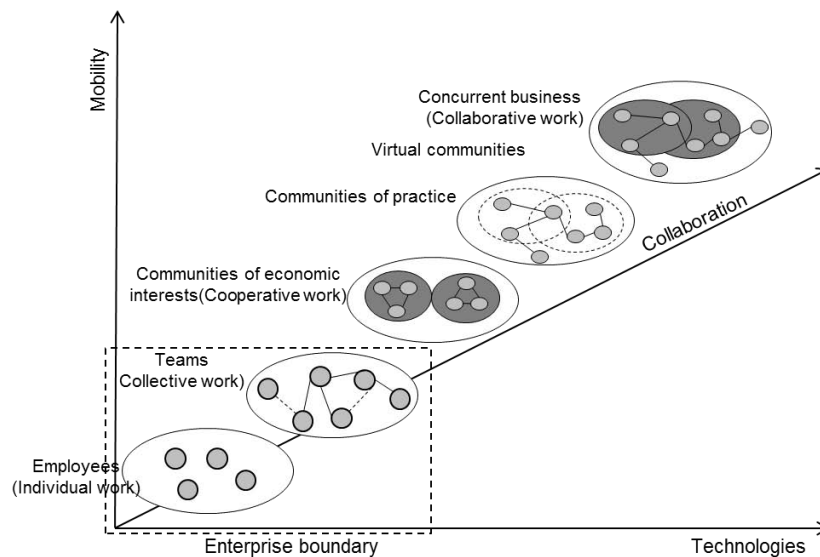 Mobility
Concurrent business
(Collaborative work)
Virtual communities
Communities of practice
Collaboration
Communities of economic
interests(Cooperative work)
Teams
Collective work)
Employees
(Individual work)
Enterprise boundary
Technologies